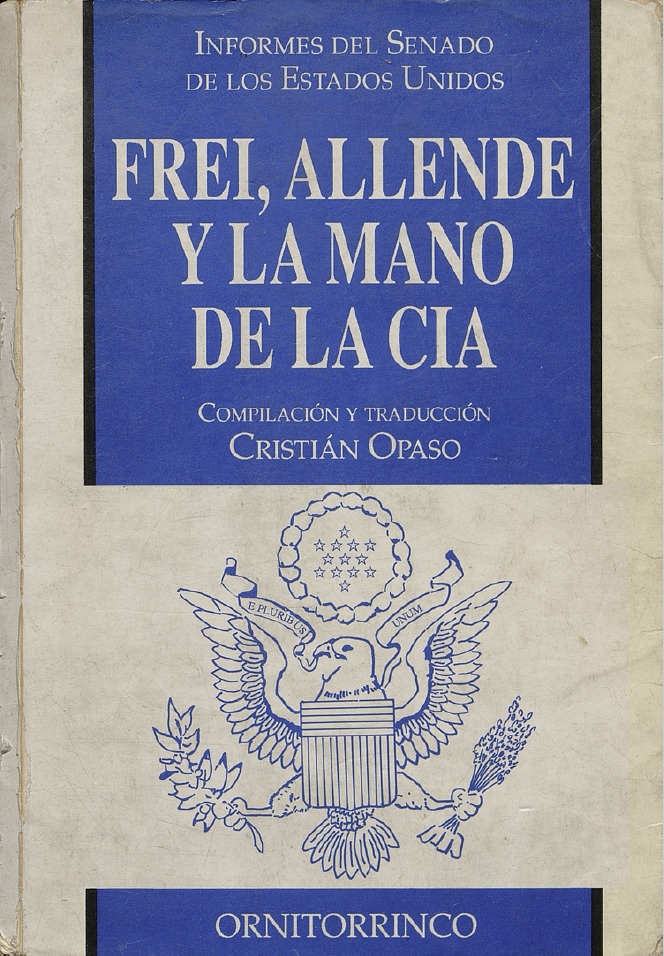 INFORMES DEL SENADO
DE LOS ESTADOS UNIDOS
FREI, ALLENDE
Y LA MANO
DE LA CIA
COMPILACIÓN Y TRADUCCIÓN
CRISTIÁN OPASO
E PLURIBUS
UNUM
ORNITORRINCO